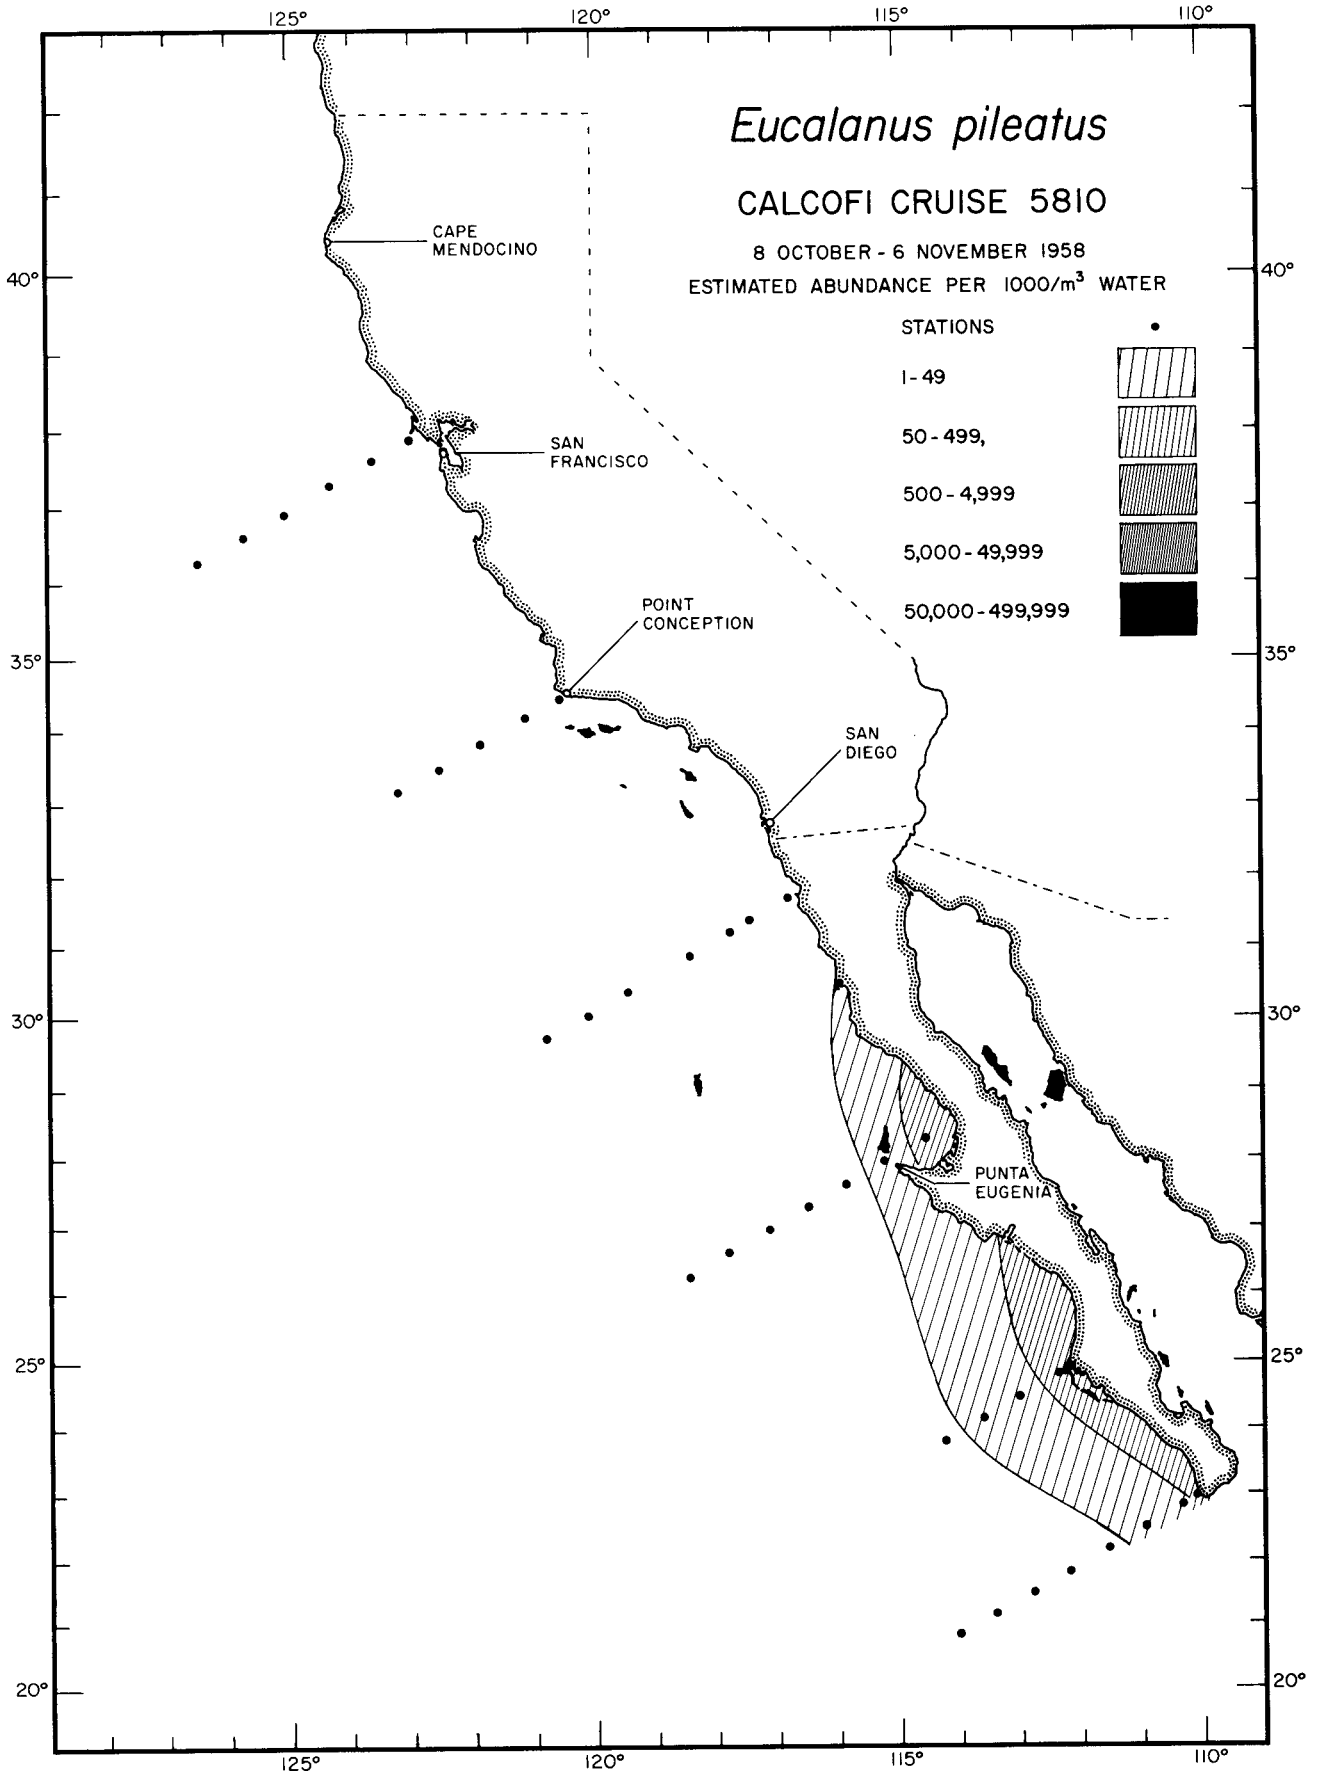 125° 120° 115° 110°
Eucalanus pileatus
CALCOFI CRUISE 5810
8 OCTOBER - 6 NOVEMBER 1958
ESTIMATED ABUNDANCE PER 1000/m³ WATER
STATIONS
1-49
50-499,
500-4,999
5,000-49,999
50,000-499,999
CAPE
MENDOCINO
40° 40°
SAN
FRANCISCO
POINT
CONCEPTION
35° 35°
SAN
DIEGO
30° 30°
PUNTA
EUGENIA
25° 25°
20° 20°
125° 120° 115° 110°